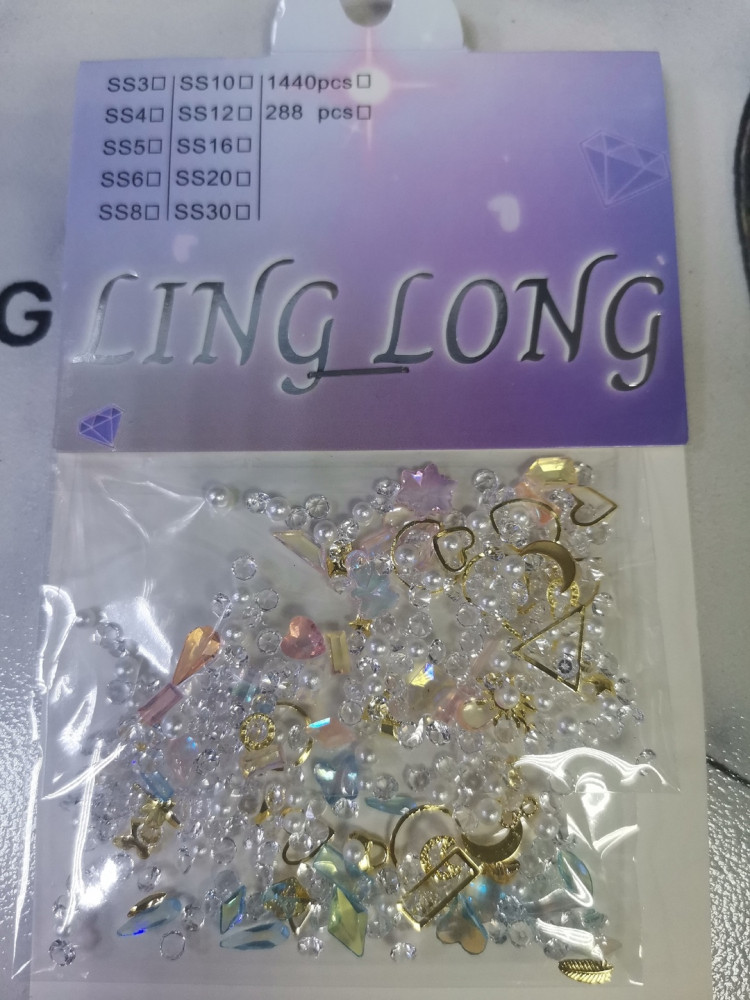 SS3□ SS10□ 1440pcs□
SS4□ SS12□ 288 pcs□
SS5□ SS16□
SS6□ SS20□
SS8□ SS30□
G
LING LONG